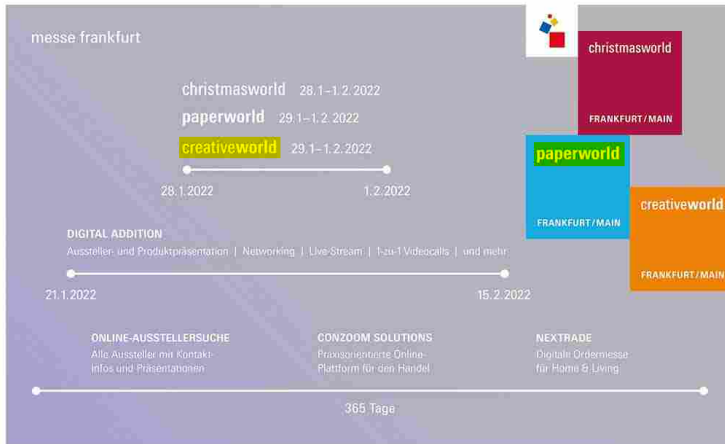 messe frankfurt
christmasworld 28.1–1.2.2022
paperworld 29.1–1.2.2022
creativeworld 29.1–1.2.2022
28.1.2022 1.2.2022
christmasworld
FRANKFURT/MAIN
paperworld
FRANKFURT/MAIN
creativeworld
FRANKFURT/MAIN
DIGITAL ADDITION
Aussteller- und Produktpräsentation | Networking | Live-Stream | 1-zu-1 Videocalls | und mehr
21.1.2022 15.2.2022
ONLINE-AUSSTELLERSUCHE
Alle Aussteller mit Kontakt-
infos und Präsentationen
CONZOOM SOLUTIONS
Praxisorientierte Online-
Plattform für den Handel
NEXTRADE
Digitale Ordermesse
für Home & Living
365 Tage